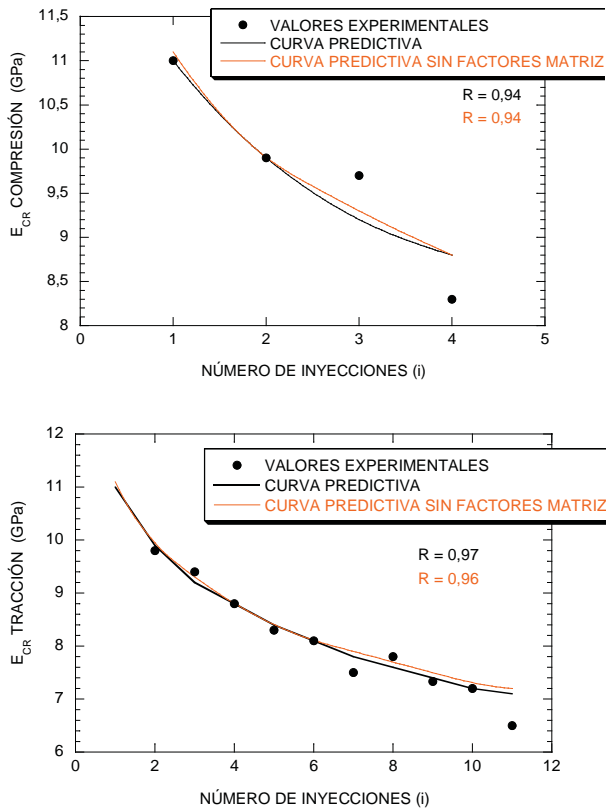 VALORES EXPERIMENTALES
CURVA PREDICTIVA
CURVA PREDICTIVA SIN FACTORES MATRIZ
R = 0,94
R = 0,94
E_CR COMPRESIÓN (GPa)
11,5
11
10,5
10
9,5
9
8,5
8
0 1 2 3 4 5
NÚMERO DE INYECCIONES (i)
VALORES EXPERIMENTALES
CURVA PREDICTIVA
CURVA PREDICTIVA SIN FACTORES MATRIZ
R = 0,97
R = 0,96
E_CR TRACCIÓN (GPa)
12
11
10
9
8
7
6
0 2 4 6 8 10 12
NÚMERO DE INYECCIONES (i)